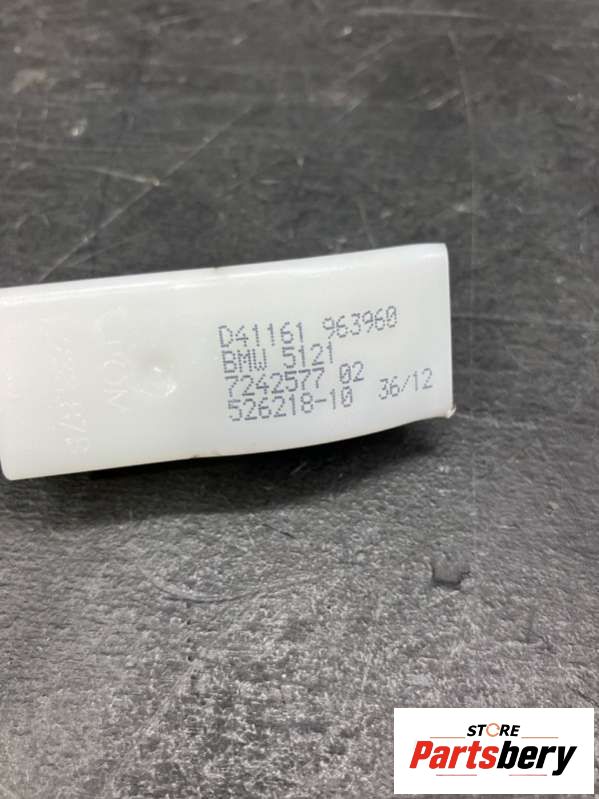 D41161 963960
BMW 5121
7242577 02
526218-10 36/12
STORE
Partsbery